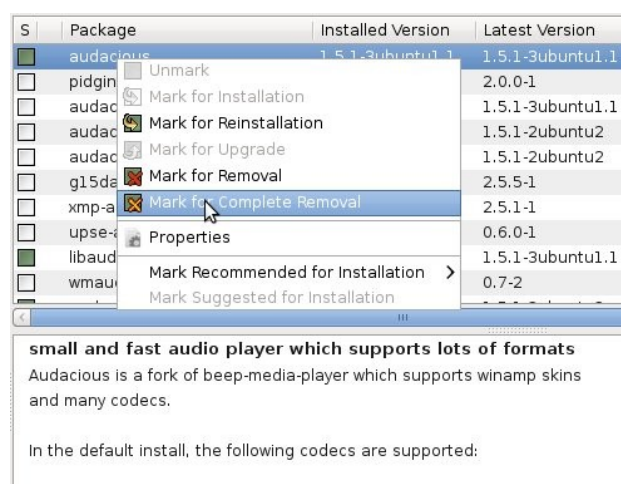 S Package Installed Version Latest Version
audacious 1.5.1-3ubuntu1.1 1.5.1-3ubuntu1.1
Unmark
pidgin 2.0.0-1
Mark for Installation
audac 1.5.1-3ubuntu1.1
Mark for Reinstallation
audac 1.5.1-2ubuntu2
Mark for Upgrade
audac 1.5.1-2ubuntu2
g15da 2.5.5-1
Mark for Removal
xmp-a 2.5.1-1
Mark for Complete Removal
upse-a 0.6.0-1
Properties
libaud 1.5.1-3ubuntu1.1
Mark Recommended for Installation >
wmau 0.7-2
Mark Suggested for Installation
small and fast audio player which supports lots of formats
Audacious is a fork of beep-media-player which supports winamp skins
and many codecs.
In the default install, the following codecs are supported: